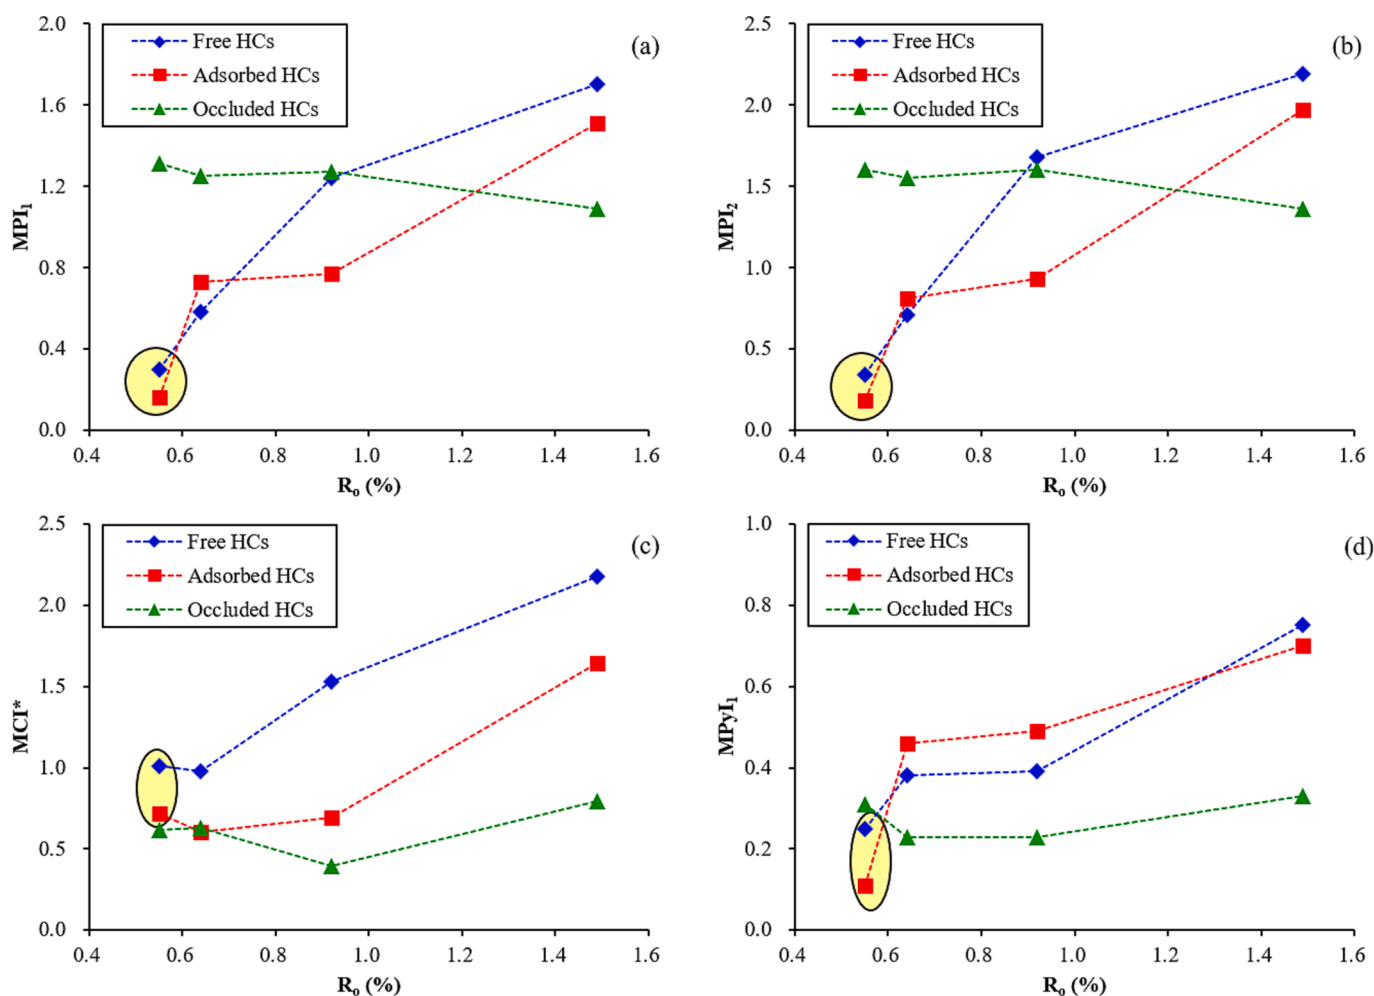 2.0
1.6
1.2
0.8
0.4
0.0
MPI₁
Free HCs
Adsorbed HCs
Occluded HCs
(a)
0.4 0.6 0.8 1.0 1.2 1.4 1.6
Rₒ (%)
2.5
2.0
1.5
1.0
0.5
0.0
MPI₂
Free HCs
Adsorbed HCs
Occluded HCs
(b)
0.4 0.6 0.8 1.0 1.2 1.4 1.6
Rₒ (%)
2.5
2.0
1.5
1.0
0.5
0.0
MCI*
Free HCs
Adsorbed HCs
Occluded HCs
(c)
0.4 0.6 0.8 1.0 1.2 1.4 1.6
Rₒ (%)
1.0
0.8
0.6
0.4
0.2
0.0
MPyI₁
Free HCs
Adsorbed HCs
Occluded HCs
(d)
0.4 0.6 0.8 1.0 1.2 1.4 1.6
Rₒ (%)